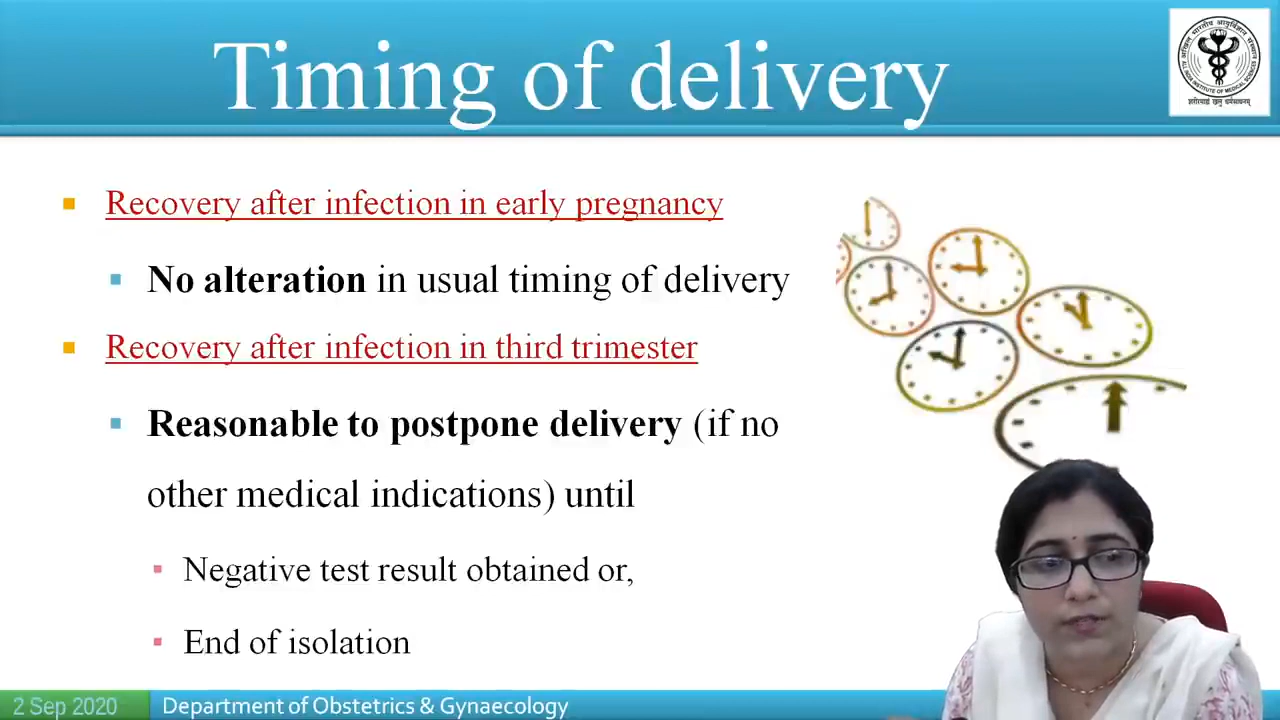 Timing of delivery
Recovery after infection in early pregnancy
No alteration in usual timing of delivery
Recovery after infection in third trimester
Reasonable to postpone delivery (if no
other medical indications) until
Negative test result obtained or,
End of isolation
2 Sep 2020 Department of Obstetrics & Gynaecology